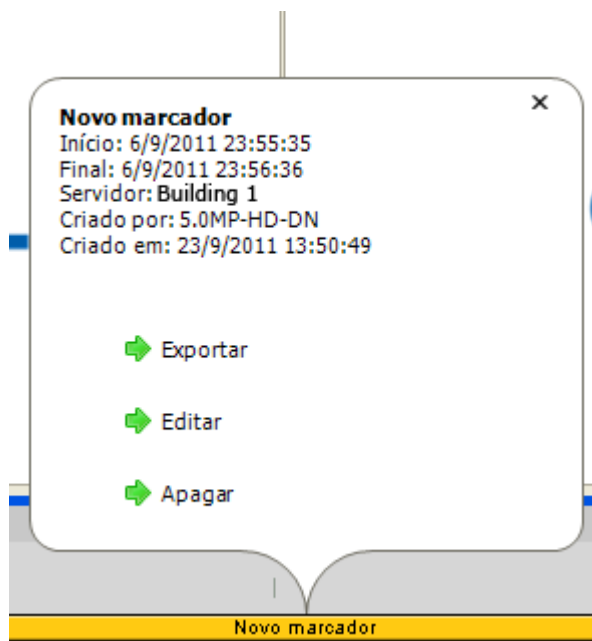 Novo marcador
Início: 6/9/2011 23:55:35
Final: 6/9/2011 23:56:36
Servidor: Building 1
Criado por: 5.0MP-HD-DN
Criado em: 23/9/2011 13:50:49
Exportar
Editar
Apagar
Novo marcador